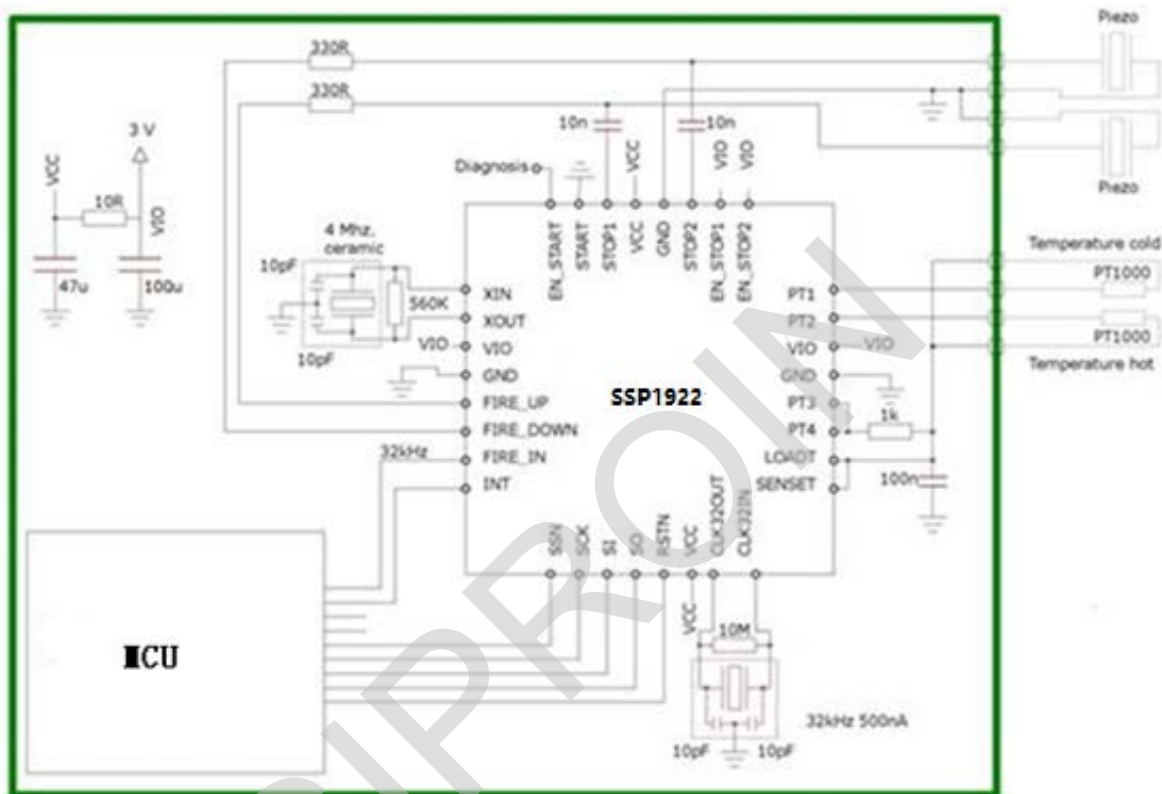 Piezo
330R
330R
10n
10n
3 V
VCC
10R
VIO
47u
100u
Diagnosis
VCC
VIO
VIO
Piezo
4 Mhz.
ceramic
10pF
560K
10pF
EN_START
START
STOP1
VCC
GND
STOP2
EN_STOP1
EN_STOP2
Temperature cold
PT1000
PT1000
Temperature hot
XIN
XOUT
VIO
VIO
GND
FIRE_UP
FIRE_DOWN
FIRE_IN
INT
32kHz
SSP1922
PT1
PT2
VIO
VIO
GND
PT3
PT4
LOADT
SENSET
1k
100n
SSN
SCK
SI
SO
RSTN
VCC
CLK32OUT
CLK32IN
MCU
VCC
10M
32kHz 500nA
10pF
10pF
CIPRON